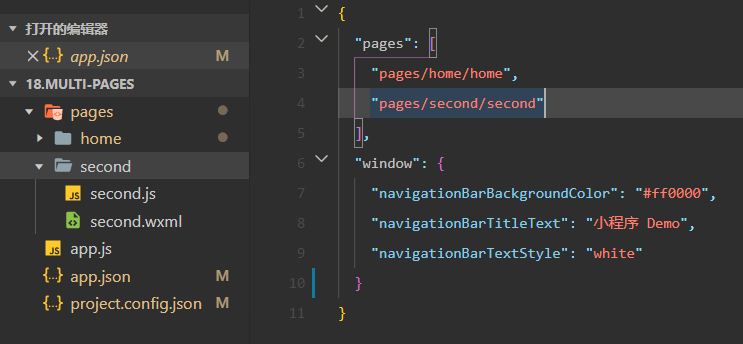 打开的编辑器
{..} app.json
18.MULTI-PAGES
pages
home
second
JS second.js
second.wxml
JS app.js
{..} app.json M
{..} project.config.json M
1 {
2 "pages": [
3 "pages/home/home",
4 "pages/second/second"
5 ],
6 "window": {
7 "navigationBarBackgroundColor": "#ff0000",
8 "navigationBarTitleText": "小程序 Demo",
9 "navigationBarTextStyle": "white"
10 }
11 }